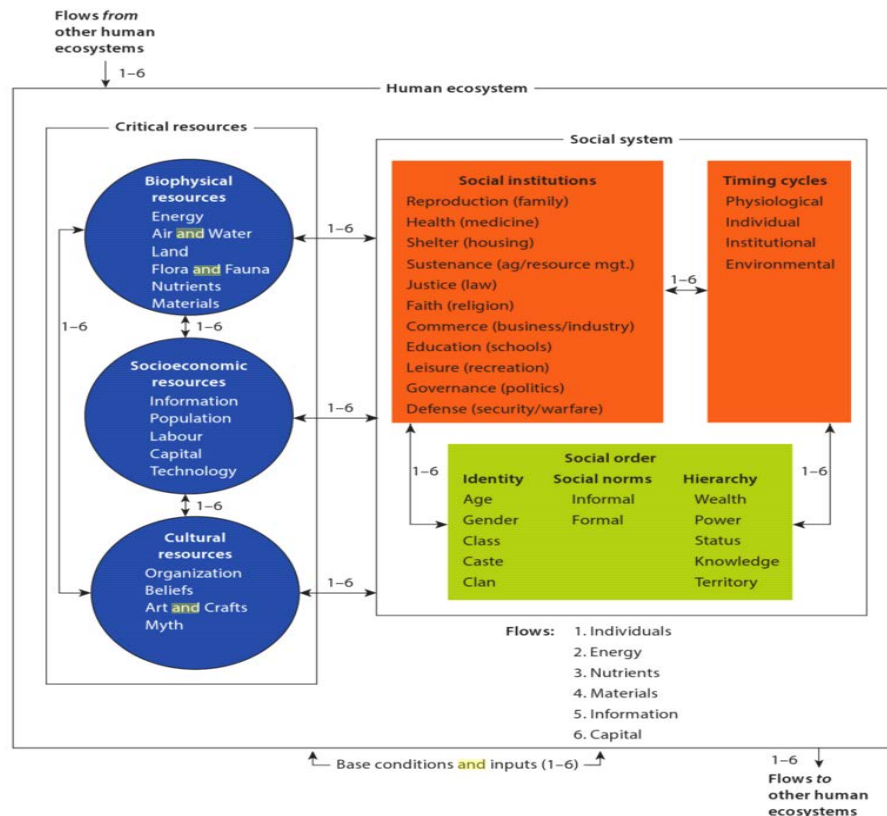 Flows from
other human
ecosystems
1–6
Human ecosystem
Critical resources
Biophysical
resources
Energy
Air and Water
Land
Flora and Fauna
Nutrients
Materials
1–6
1–6
1–6
Socioeconomic
resources
Information
Population
Labour
Capital
Technology
1–6
1–6
Cultural
resources
Organization
Beliefs
Art and Crafts
Myth
1–6
Social system
Social institutions
Reproduction (family)
Health (medicine)
Shelter (housing)
Sustenance (ag/resource mgt.)
Justice (law)
Faith (religion)
Commerce (business/industry)
Education (schools)
Leisure (recreation)
Governance (politics)
Defense (security/warfare)
1–6
Timing cycles
Physiological
Individual
Institutional
Environmental
1–6
1–6
Social order
Identity Social norms Hierarchy
Age Informal Wealth
Gender Formal Power
Class Status
Caste Knowledge
Clan Territory
Flows: 1. Individuals
2. Energy
3. Nutrients
4. Materials
5. Information
6. Capital
Base conditions and inputs (1–6)
1–6
Flows to
other human
ecosystems